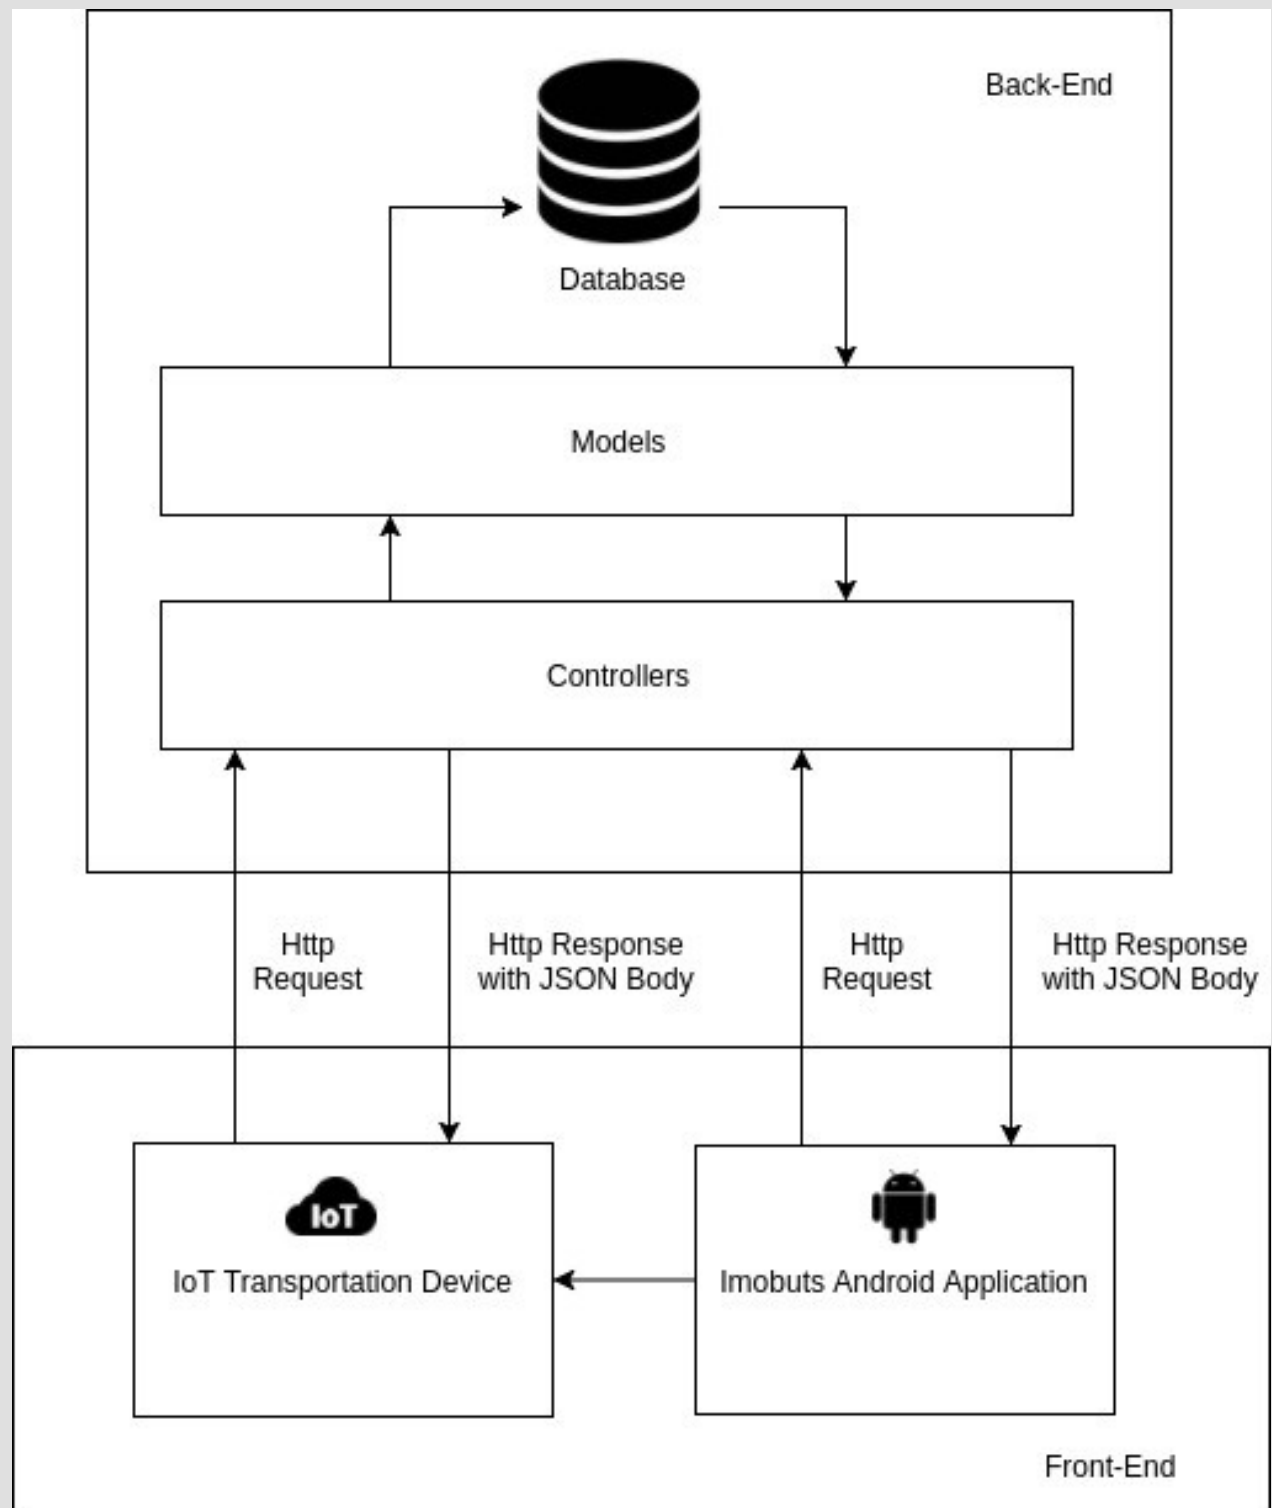 Back-End
Database
Models
Controllers
Http
Request
Http Response
with JSON Body
Http
Request
Http Response
with JSON Body
IoT
IoT Transportation Device
Imobuts Android Application
Front-End